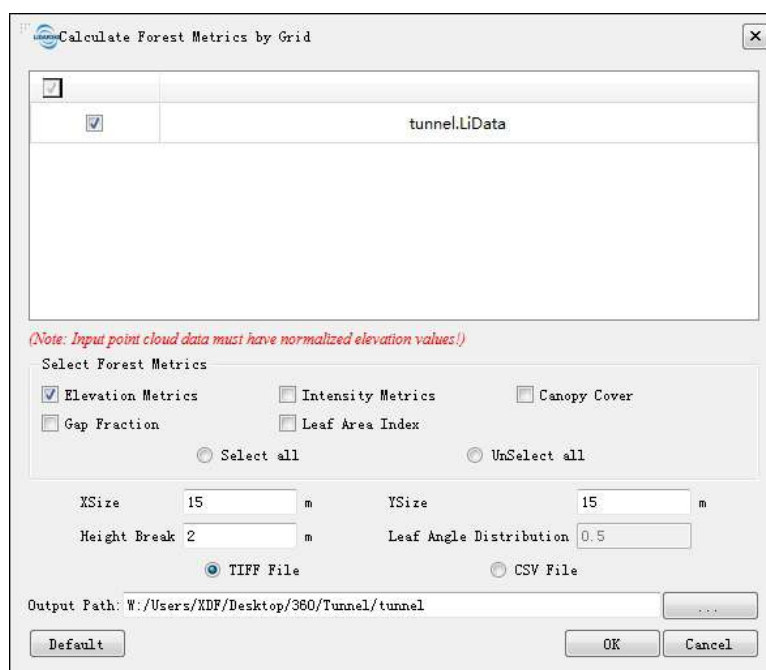 Calculate Forest Metrics by Grid
tunnel.LiData
(Note: Input point cloud data must have normalized elevation values!)
Select Forest Metrics
Elevation Metrics Intensity Metrics Canopy Cover
Gap Fraction Leaf Area Index
Select all UnSelect all
XSize 15 m YSize 15 m
Height Break 2 m Leaf Angle Distribution 0.5
TIFF File CSV File
Output Path: W:/Users/XDF/Desktop/360/Tunnel/tunnel ...
Default OK Cancel